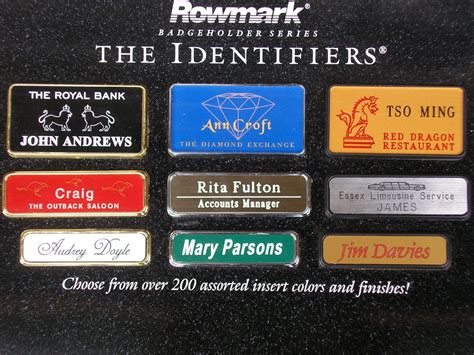 Rowmark®
BADGEHOLDER SERIES
THE IDENTIFIERS®
THE ROYAL BANK
JOHN ANDREWS
Ann Croft
THE DIAMOND EXCHANGE
TSO MING
RED DRAGON
RESTAURANT
Craig
THE OUTBACK SALOON
Rita Fulton
Accounts Manager
Essex Limousine Service
JAMES
Audrey Doyle
Mary Parsons
Jim Davies
Choose from over 200 assorted insert colors and finishes!